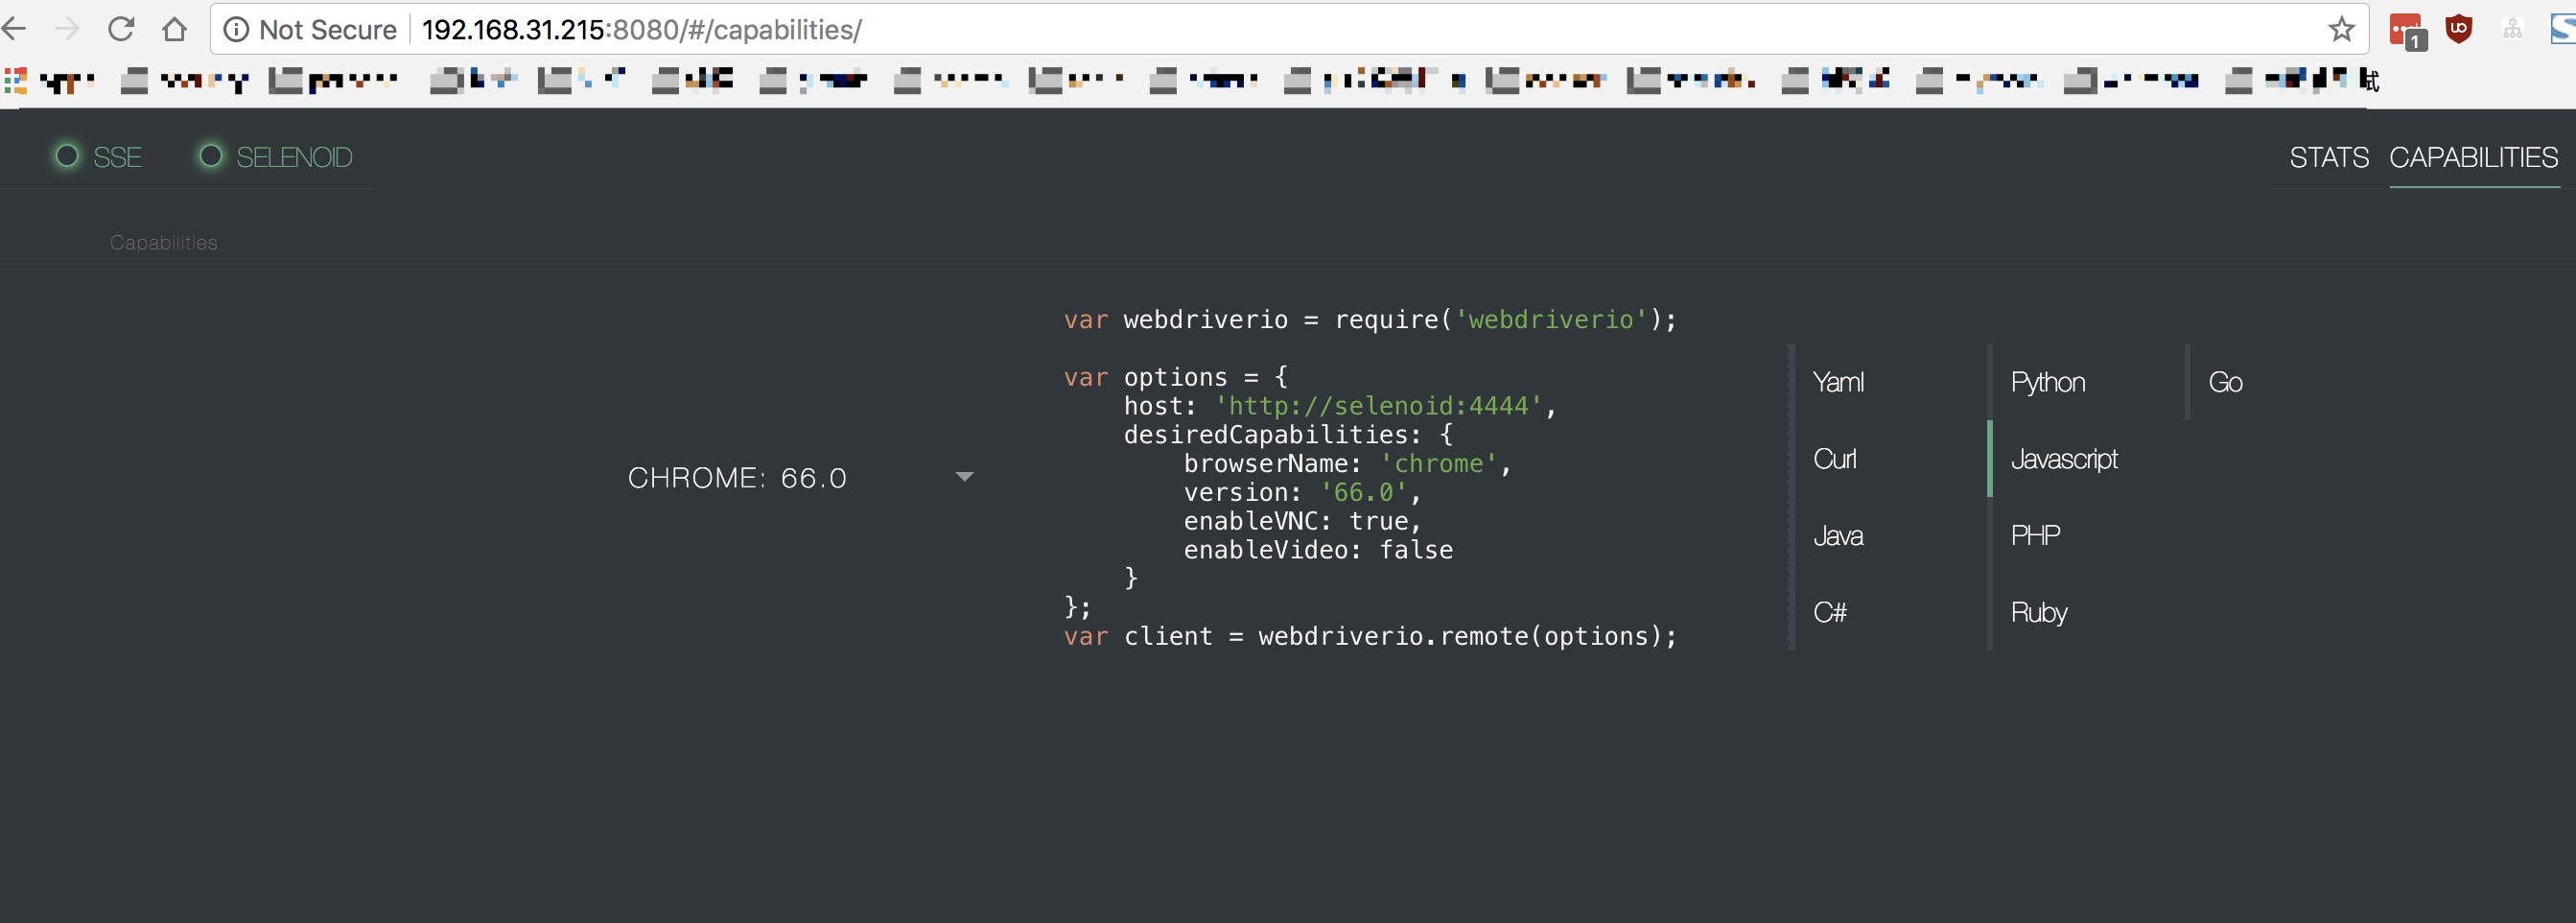 Not Secure 192.168.31.215:8080/#/capabilities/
1
式
SSE SELENOID STATS CAPABILITIES
Capabilities
CHROME: 66.0
var webdriverio = require('webdriverio');
var options = {
host: 'http://selenoid:4444',
desiredCapabilities: {
browserName: 'chrome',
version: '66.0',
enableVNC: true,
enableVideo: false
}
};
var client = webdriverio.remote(options);
Yaml Python Go
Curl Javascript
Java PHP
C# Ruby